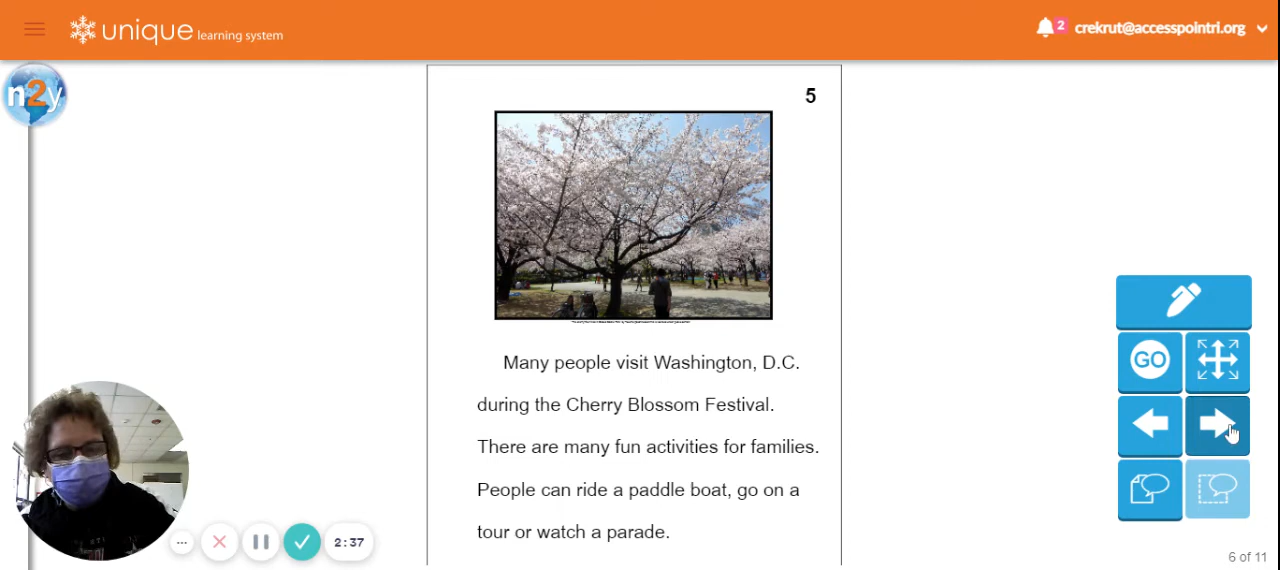 unique learning system
2 crekrut@accesspointri.org
n2y
5
Many people visit Washington, D.C.
during the Cherry Blossom Festival.
There are many fun activities for families.
People can ride a paddle boat, go on a
tour or watch a parade.
GO
2:37
6 of 11